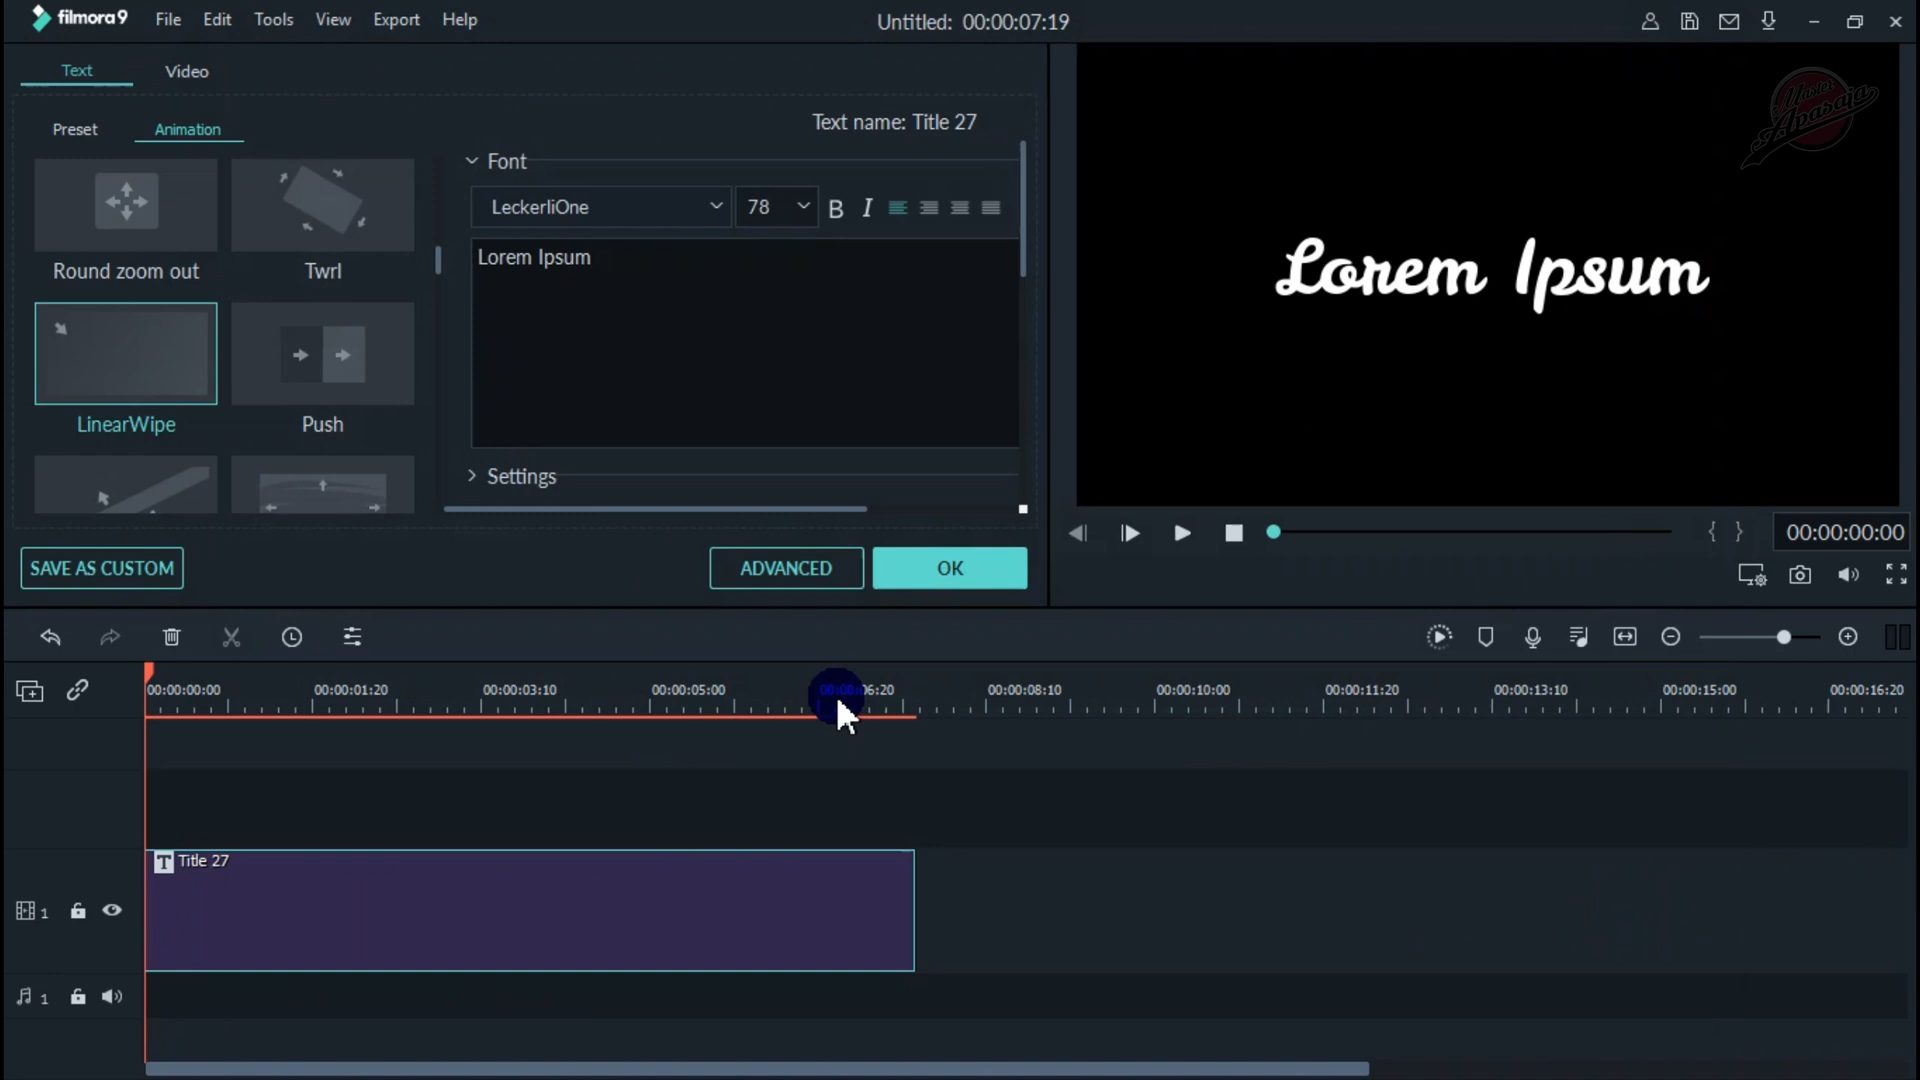 filmora9 File Edit Tools View Export Help Untitled: 00:00:07:19
Text Video
Master
Apasaja
Preset Animation Text name: Title 27
Font
LeckerliOne 78 B I
Lorem Ipsum
Lorem Ipsum
Round zoom out Twrl
LinearWipe Push
Settings
00:00:00:00
SAVE AS CUSTOM ADVANCED OK
00:00:00:00 00:00:01:20 00:00:03:10 00:00:05:00 00:00:06:20 00:00:08:10 00:00:10:00 00:00:11:20 00:00:13:10 00:00:15:00 00:00:16:20
T Title 27
1
1